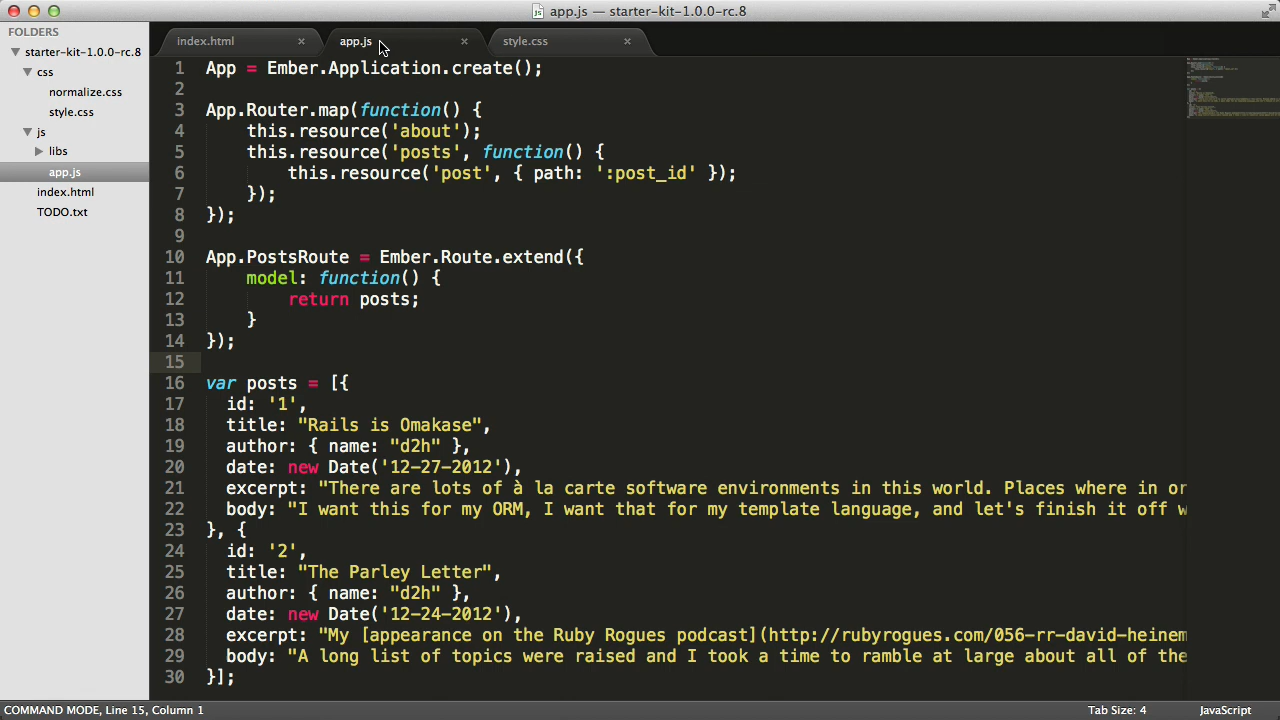 app.js — starter-kit-1.0.0-rc.8
FOLDERS
starter-kit-1.0.0-rc.8
css
normalize.css
style.css
js
libs
app.js
index.html
TODO.txt
index.html × app.js × style.css ×
1 App = Ember.Application.create();
2
3 App.Router.map(function() {
4 this.resource('about');
5 this.resource('posts', function() {
6 this.resource('post', { path: ':post_id' });
7 });
8 });
9
10 App.PostsRoute = Ember.Route.extend({
11 model: function() {
12 return posts;
13 }
14 });
15
16 var posts = [{
17 id: '1',
18 title: "Rails is Omakase",
19 author: { name: "d2h" },
20 date: new Date('12-27-2012'),
21 excerpt: "There are lots of à la carte software environments in this world. Places where in or
22 body: "I want this for my ORM, I want that for my template language, and let's finish it off w
23 }, {
24 id: '2',
25 title: "The Parley Letter",
26 author: { name: "d2h" },
27 date: new Date('12-24-2012'),
28 excerpt: "My [appearance on the Ruby Rogues podcast](http://rubyrogues.com/056-rr-david-heinem
29 body: "A long list of topics were raised and I took a time to ramble at large about all of the
30 }];
COMMAND MODE, Line 15, Column 1
Tab Size: 4
JavaScript